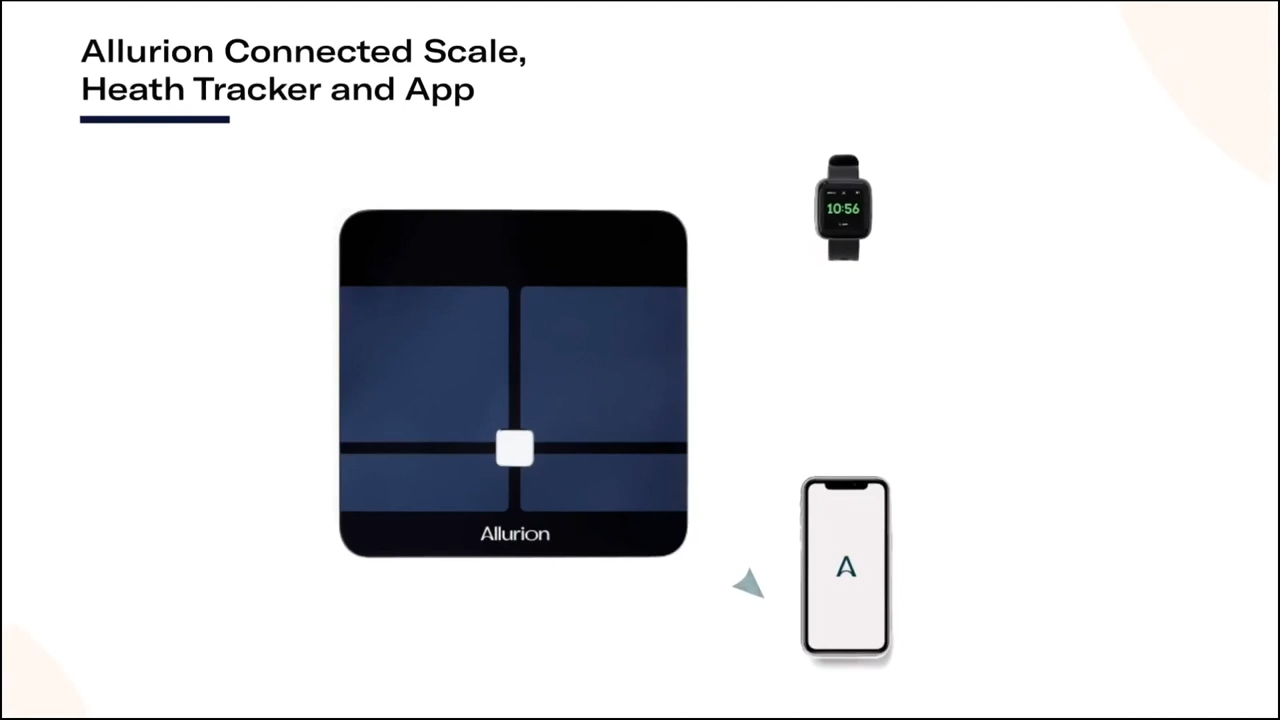 Allurion Connected Scale,
Heath Tracker and App
10:56
Allurion
A